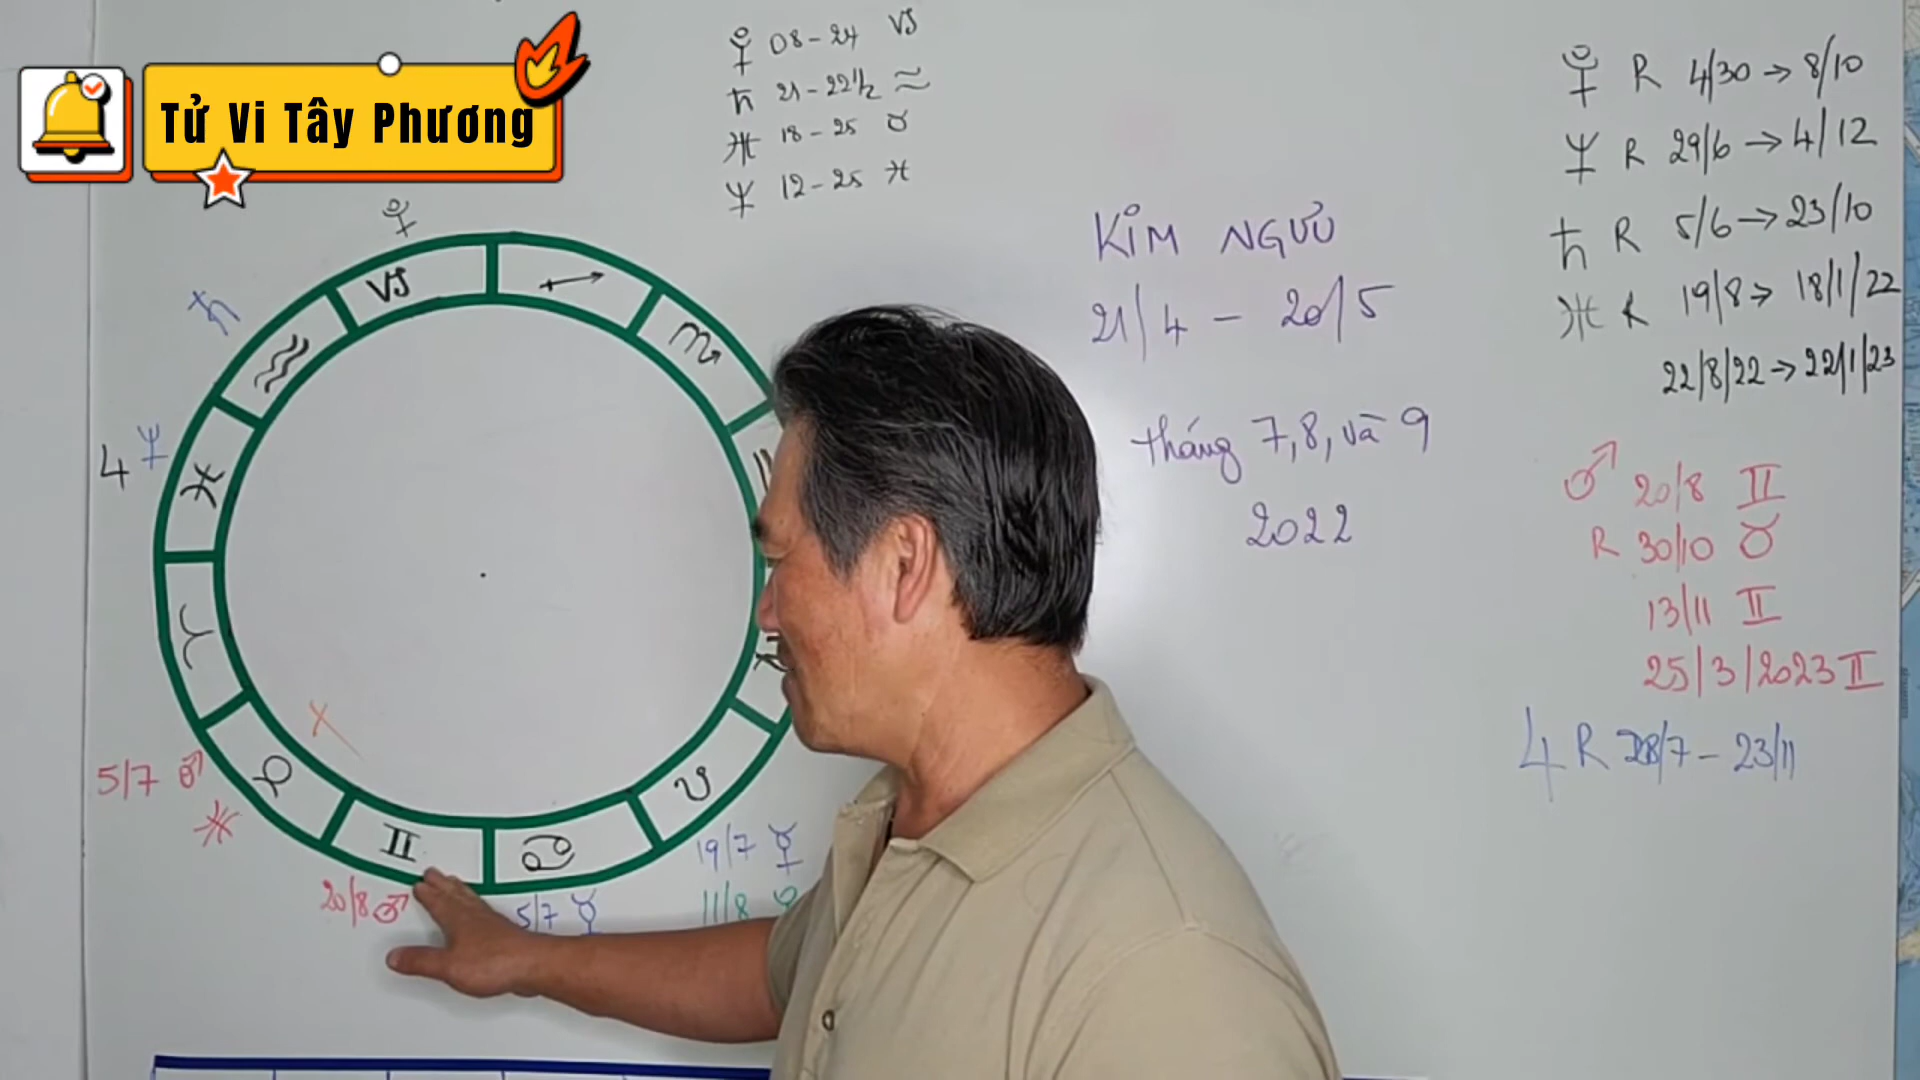 Tử Vi Tây Phương
♇ 08 - 24 ♑
♄ 21 - 22 1/2 ♒
♅ 18 - 25 ♉
♆ 12 - 25 ♓
♇ R 4/30 → 8/10
♆ R 29/6 → 4/12
♄ R 5/6 → 23/10
♅ R 19/8 → 18/1/22
22/8/22 → 22/1/23
KIM NGƯU
21/4 - 20/5
tháng 7,8, và 9
2022
♂ 20/8 ♊
R 30/10 ♉
13/11 ♊
25/3/2023 ♊
♃ R 28/7 - 23/11
♇
♑
♐
♏
♄
♒
♃ ♆
♓
♈
5/7 ♂
♅
♉
♊
♋
♌
20/8 ♂
5/7 ☿
19/7 ☿
11/8 ♀